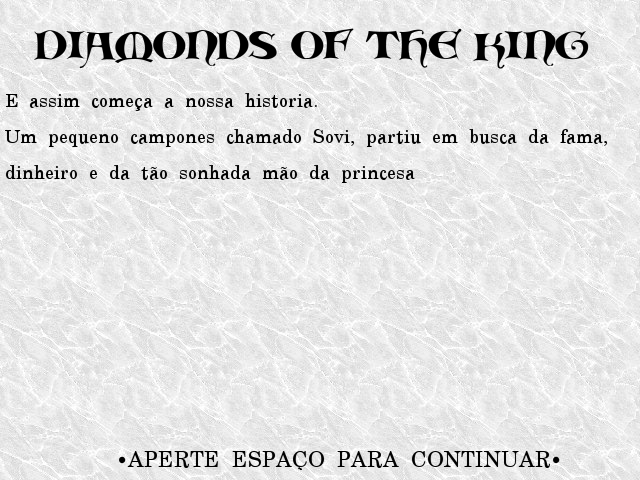 DIAMONDS OF THE KING
E assim começa a nossa historia.
Um pequeno campones chamado Sovi, partiu em busca da fama,
dinheiro e da tão sonhada mão da princesa
•APERTE ESPAÇO PARA CONTINUAR•